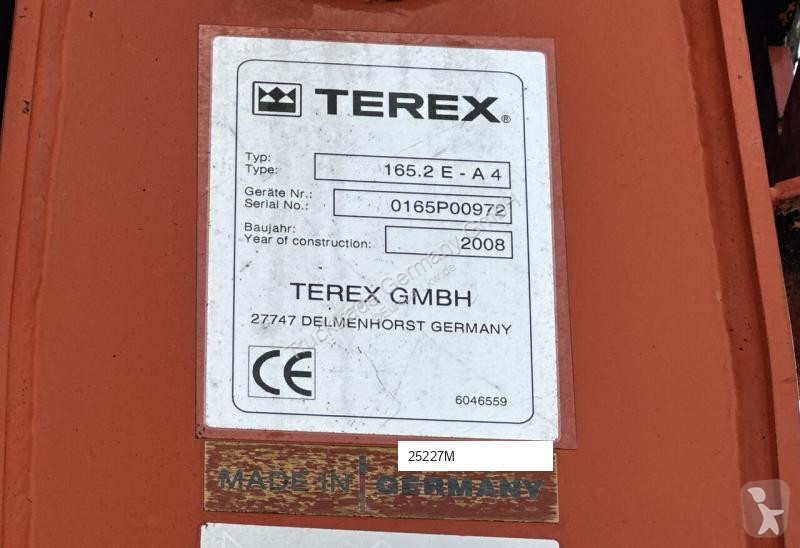 TEREX®
Typ:
Type: 165.2 E - A 4
Geräte Nr.:
Serial No.: 0165P00972
Baujahr:
Year of construction: 2008
TEREX GMBH
27747 DELMENHORST GERMANY
CE
6046559
25227M
MADE IN GERMANY